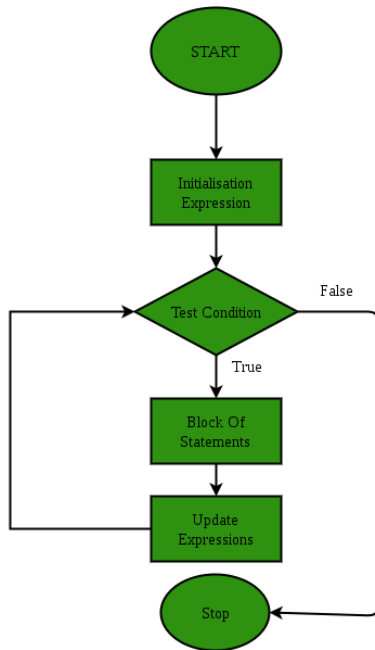 START
Initialisation
Expression
Test Condition
False
True
Block Of
Statements
Update
Expressions
Stop